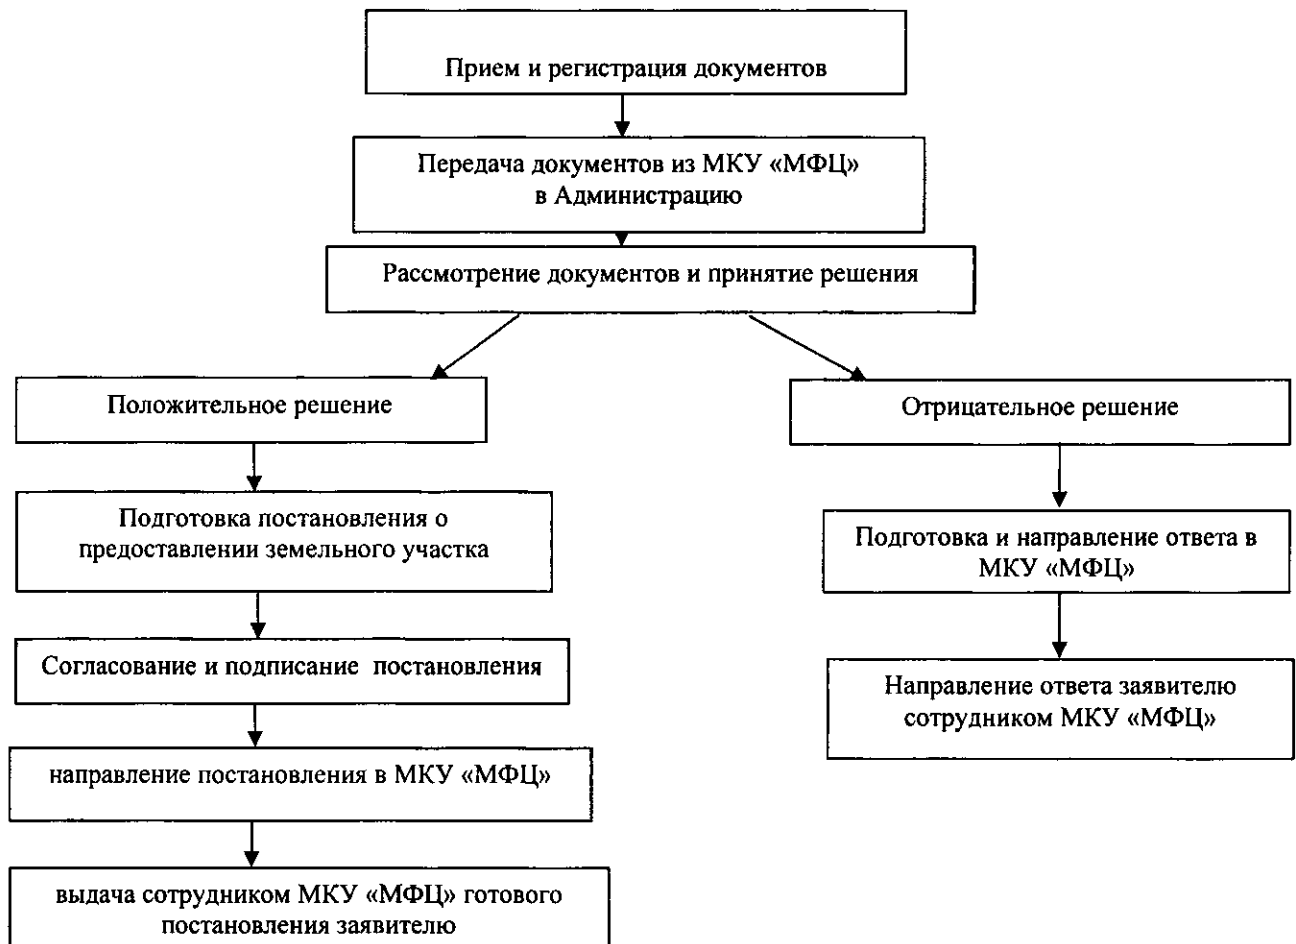 Прием и регистрация документов
Передача документов из МКУ «МФЦ»
в Администрацию
Рассмотрение документов и принятие решения
Положительное решение
Отрицательное решение
Подготовка постановления о
предоставлении земельного участка
Подготовка и направление ответа в
МКУ «МФЦ»
Согласование и подписание постановления
Направление ответа заявителю
сотрудником МКУ «МФЦ»
направление постановления в МКУ «МФЦ»
выдача сотрудником МКУ «МФЦ» готового
постановления заявителю